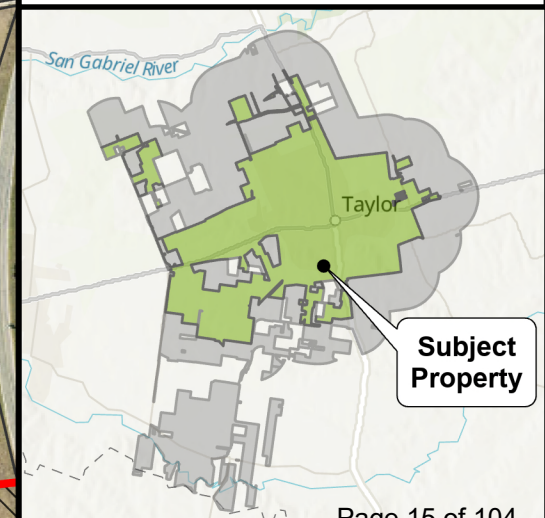 San Gabriel River
Taylor
Subject
Property
Page 15 of 104